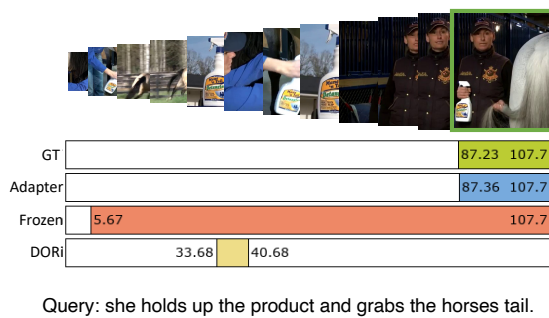 GT 87.23 107.7
Adapter 87.36 107.7
Frozen 5.67 107.7
DORi 33.68 40.68
Query: she holds up the product and grabs the horses tail.